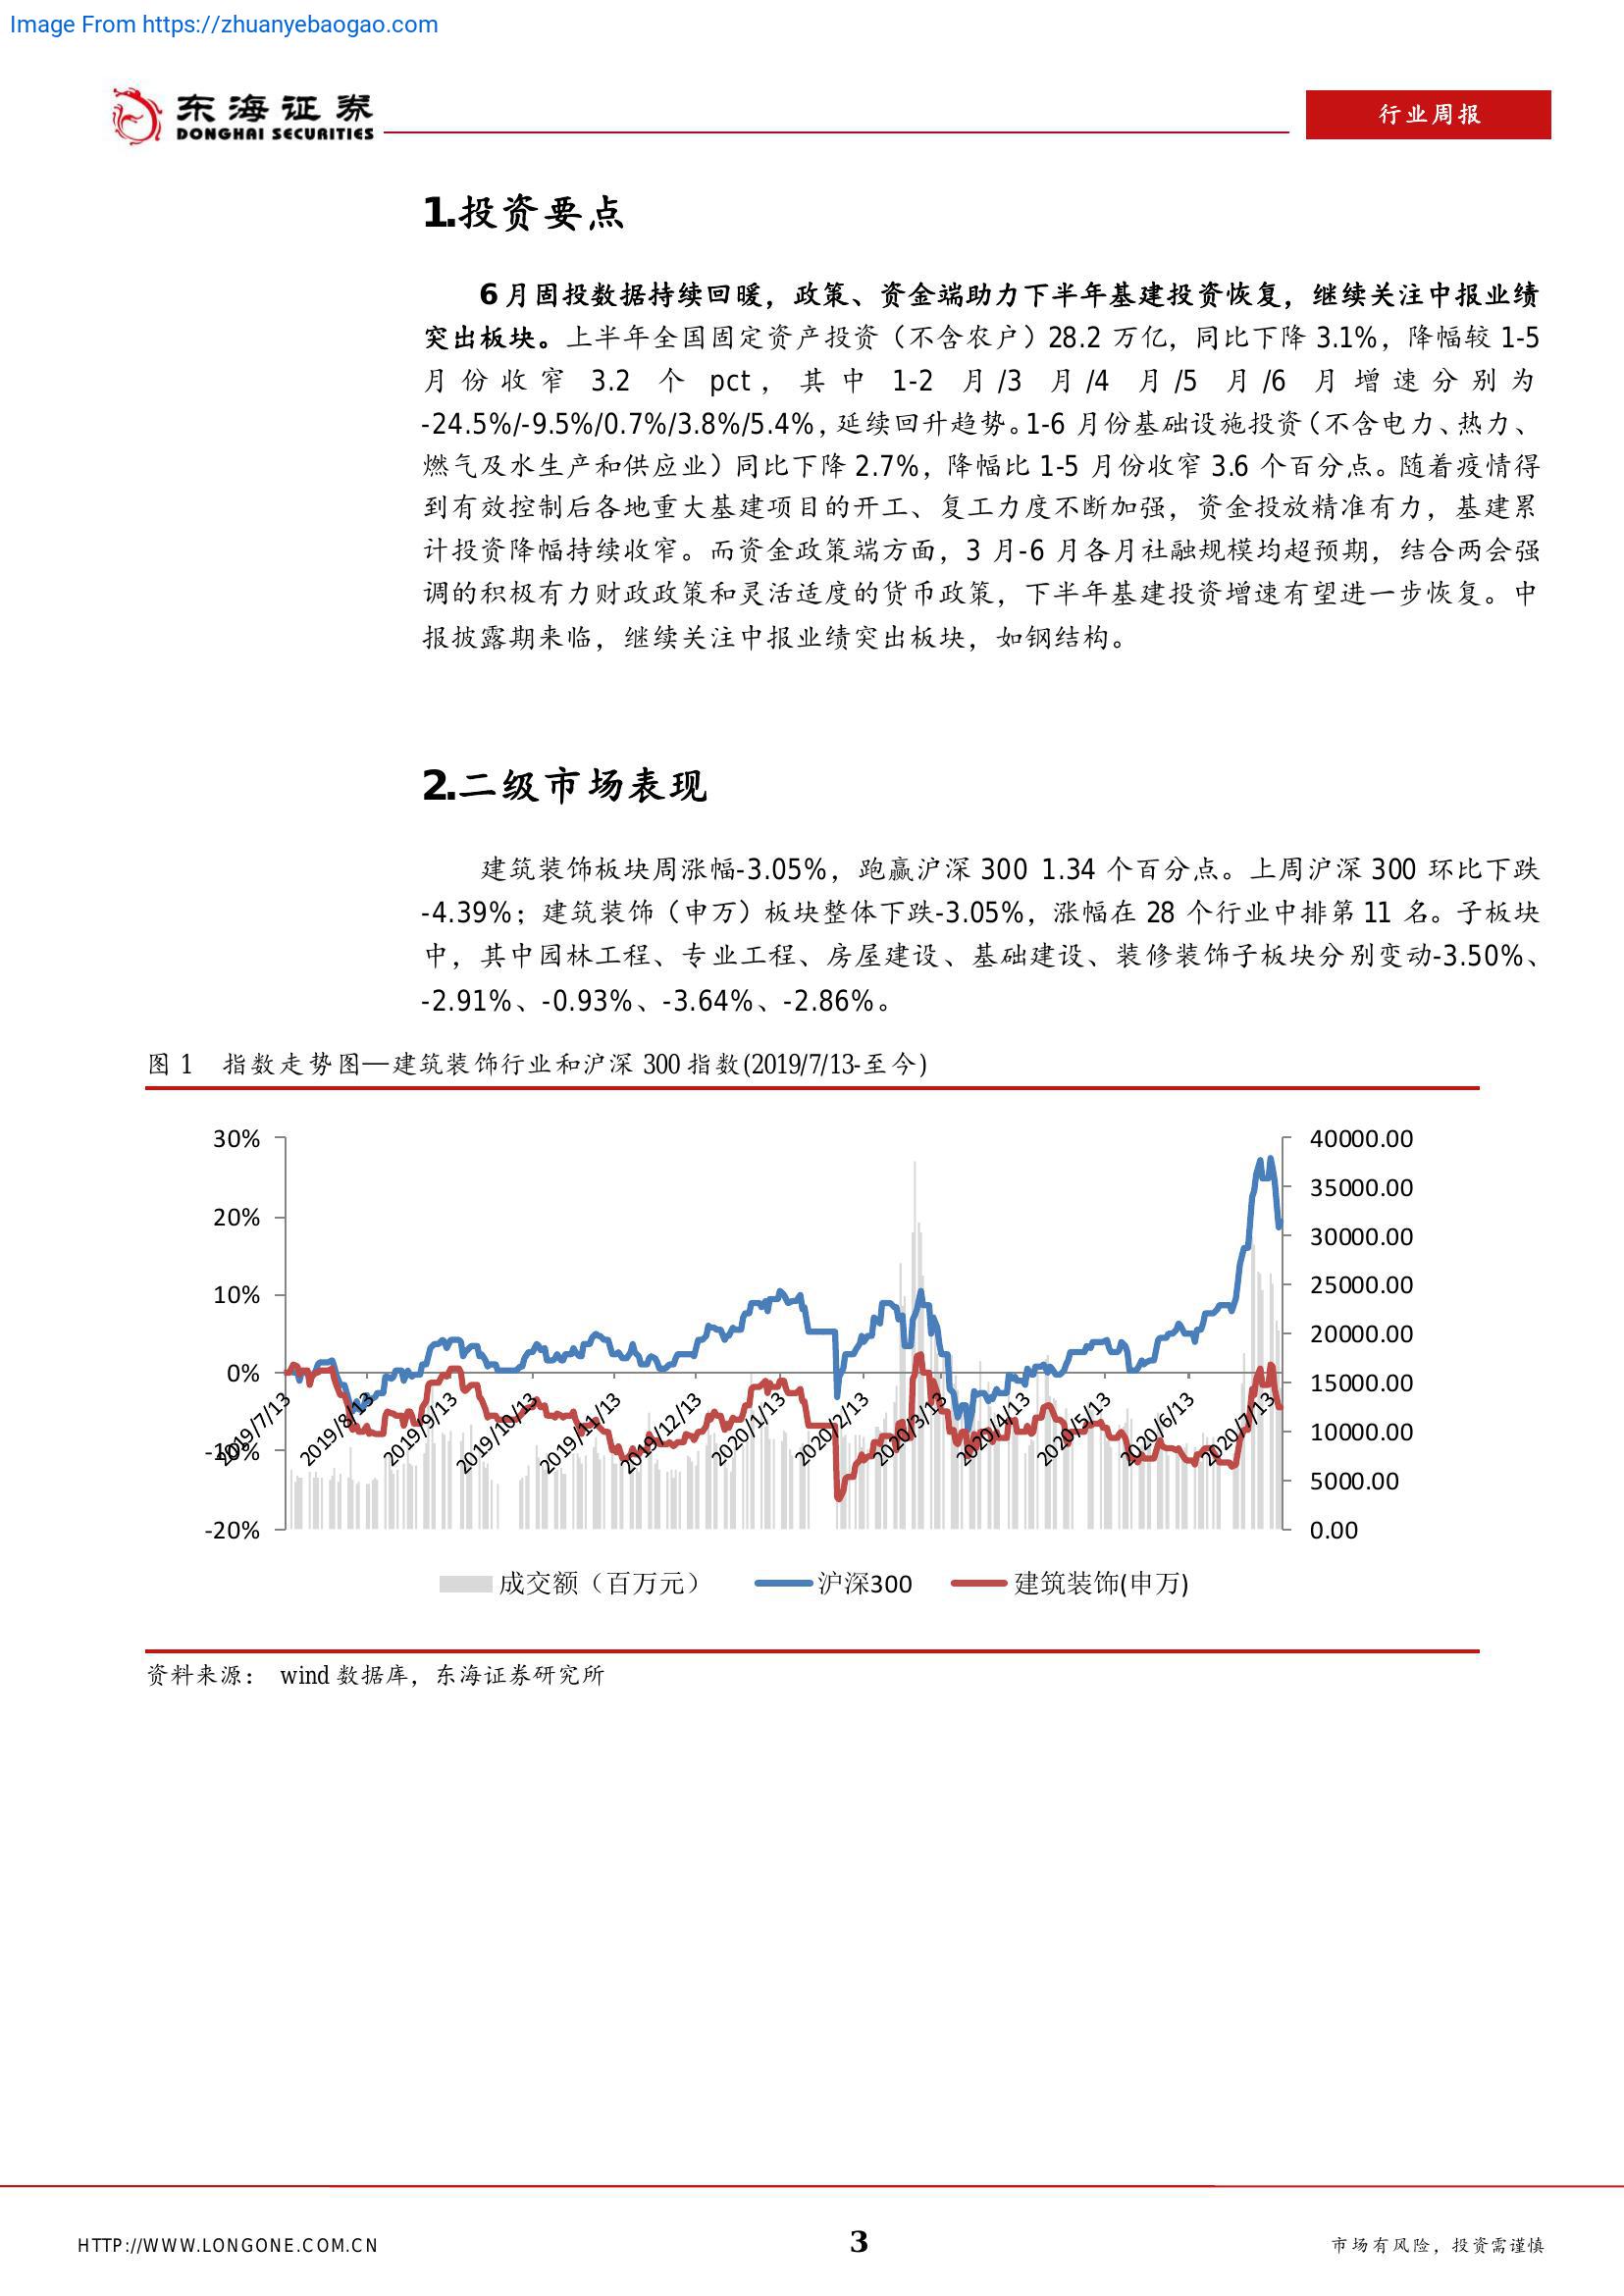 Image From https://zhuanyebaogao.com
东海证券
DONGHAI SECURITIES
行业周报
1.投资要点
6月固投数据持续回暖，政策、资金端助力下半年基建投资恢复，继续关注中报业绩
突出板块。上半年全国固定资产投资（不含农户）28.2 万亿，同比下降 3.1%，降幅较 1-5
月份收窄 3.2 个 pct，其中 1-2 月/3 月/4 月/5 月/6 月增速分别为
-24.5%/-9.5%/0.7%/3.8%/5.4%，延续回升趋势。1-6 月份基础设施投资（不含电力、热力、
燃气及水生产和供应业）同比下降 2.7%，降幅比 1-5 月份收窄 3.6 个百分点。随着疫情得
到有效控制后各地重大基建项目的开工、复工力度不断加强，资金投放精准有力，基建累
计投资降幅持续收窄。而资金政策端方面，3 月-6 月各月社融规模均超预期，结合两会强
调的积极有力财政政策和灵活适度的货币政策，下半年基建投资增速有望进一步恢复。中
报披露期来临，继续关注中报业绩突出板块，如钢结构。
2.二级市场表现
建筑装饰板块周涨幅-3.05%，跑赢沪深 300 1.34 个百分点。上周沪深 300 环比下跌
-4.39%；建筑装饰（申万）板块整体下跌-3.05%，涨幅在 28 个行业中排第 11 名。子板块
中，其中园林工程、专业工程、房屋建设、基础建设、装修装饰子板块分别变动-3.50%、
-2.91%、-0.93%、-3.64%、-2.86%。
图 1 指数走势图—建筑装饰行业和沪深 300 指数(2019/7/13-至今)
30%
20%
10%
0%
-10%
-20%
40000.00
35000.00
30000.00
25000.00
20000.00
15000.00
10000.00
5000.00
0.00
2019/7/13
2019/8/13
2019/9/13
2019/10/13
2019/11/13
2019/12/13
2020/1/13
2020/2/13
2020/3/13
2020/4/13
2020/5/13
2020/6/13
2020/7/13
成交额（百万元）
沪深300
建筑装饰(申万)
资料来源： wind 数据库，东海证券研究所
HTTP://WWW.LONGONE.COM.CN
3
市场有风险，投资需谨慎